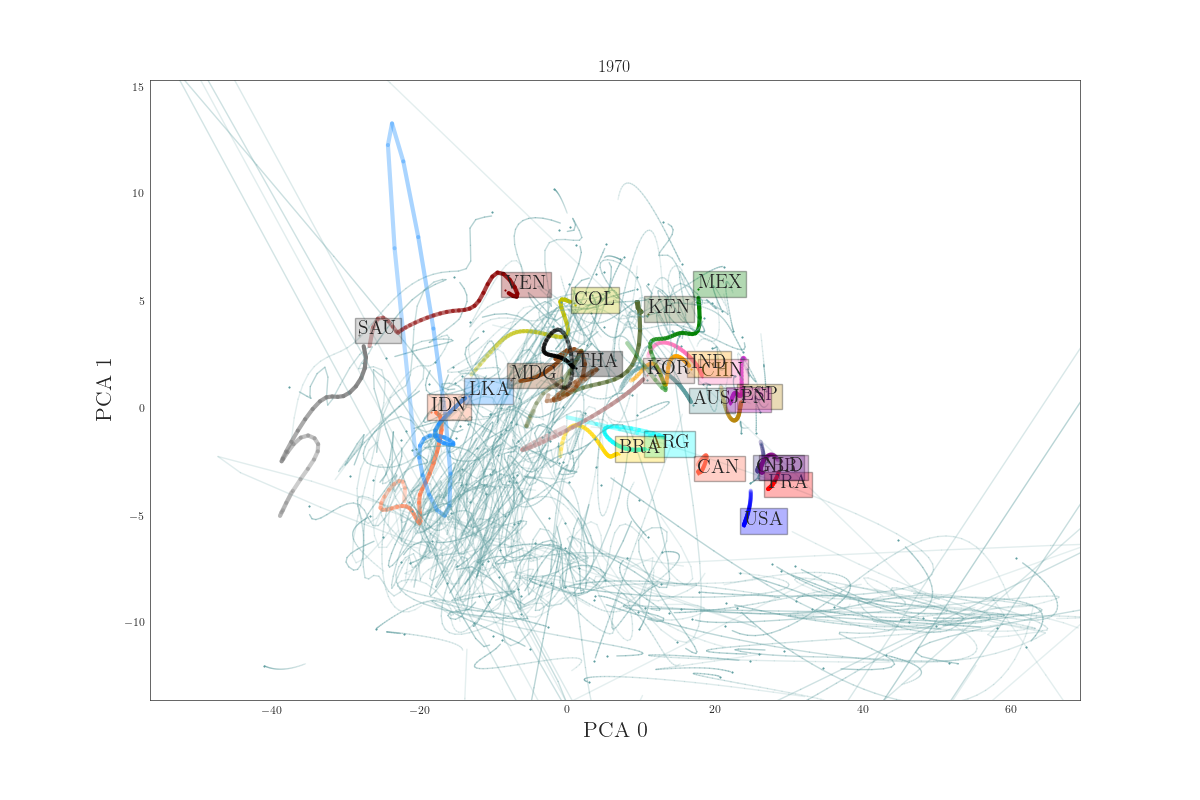 1970
15
10
5
0
−5
−10
−40
−20
0
20
40
60
PCA 0
PCA 1
VEN
COL
MEX
KEN
SAU
THA
MDG
KOR
IND
CHN
LKA
IDN
AUS
ESP
BRA
ARG
CAN
FRA
USA